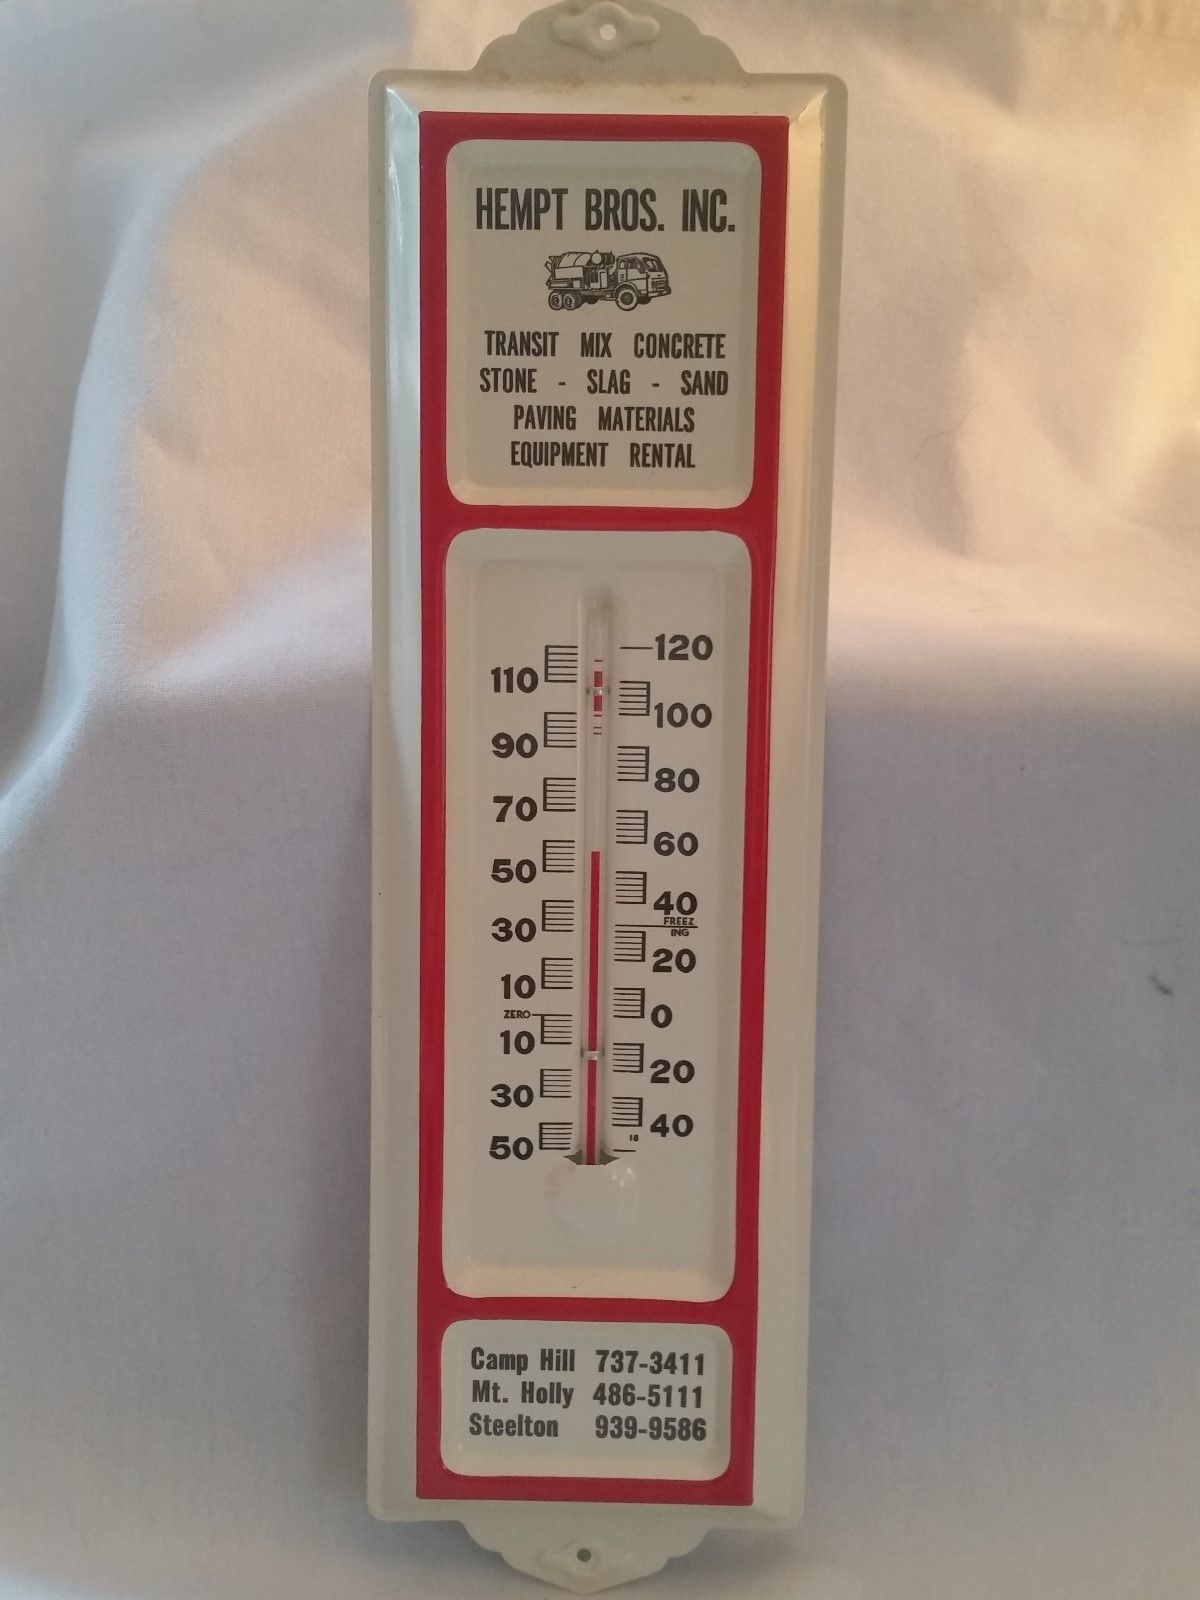 HEMPT BROS. INC.
TRANSIT MIX CONCRETE
STONE - SLAG - SAND
PAVING MATERIALS
EQUIPMENT RENTAL
120
110
100
90
80
70
60
50
40
FREEZ
ING
30
20
10
ZERO
0
10
20
30
40
18
50
Camp Hill 737-3411
Mt. Holly 486-5111
Steelton 939-9586